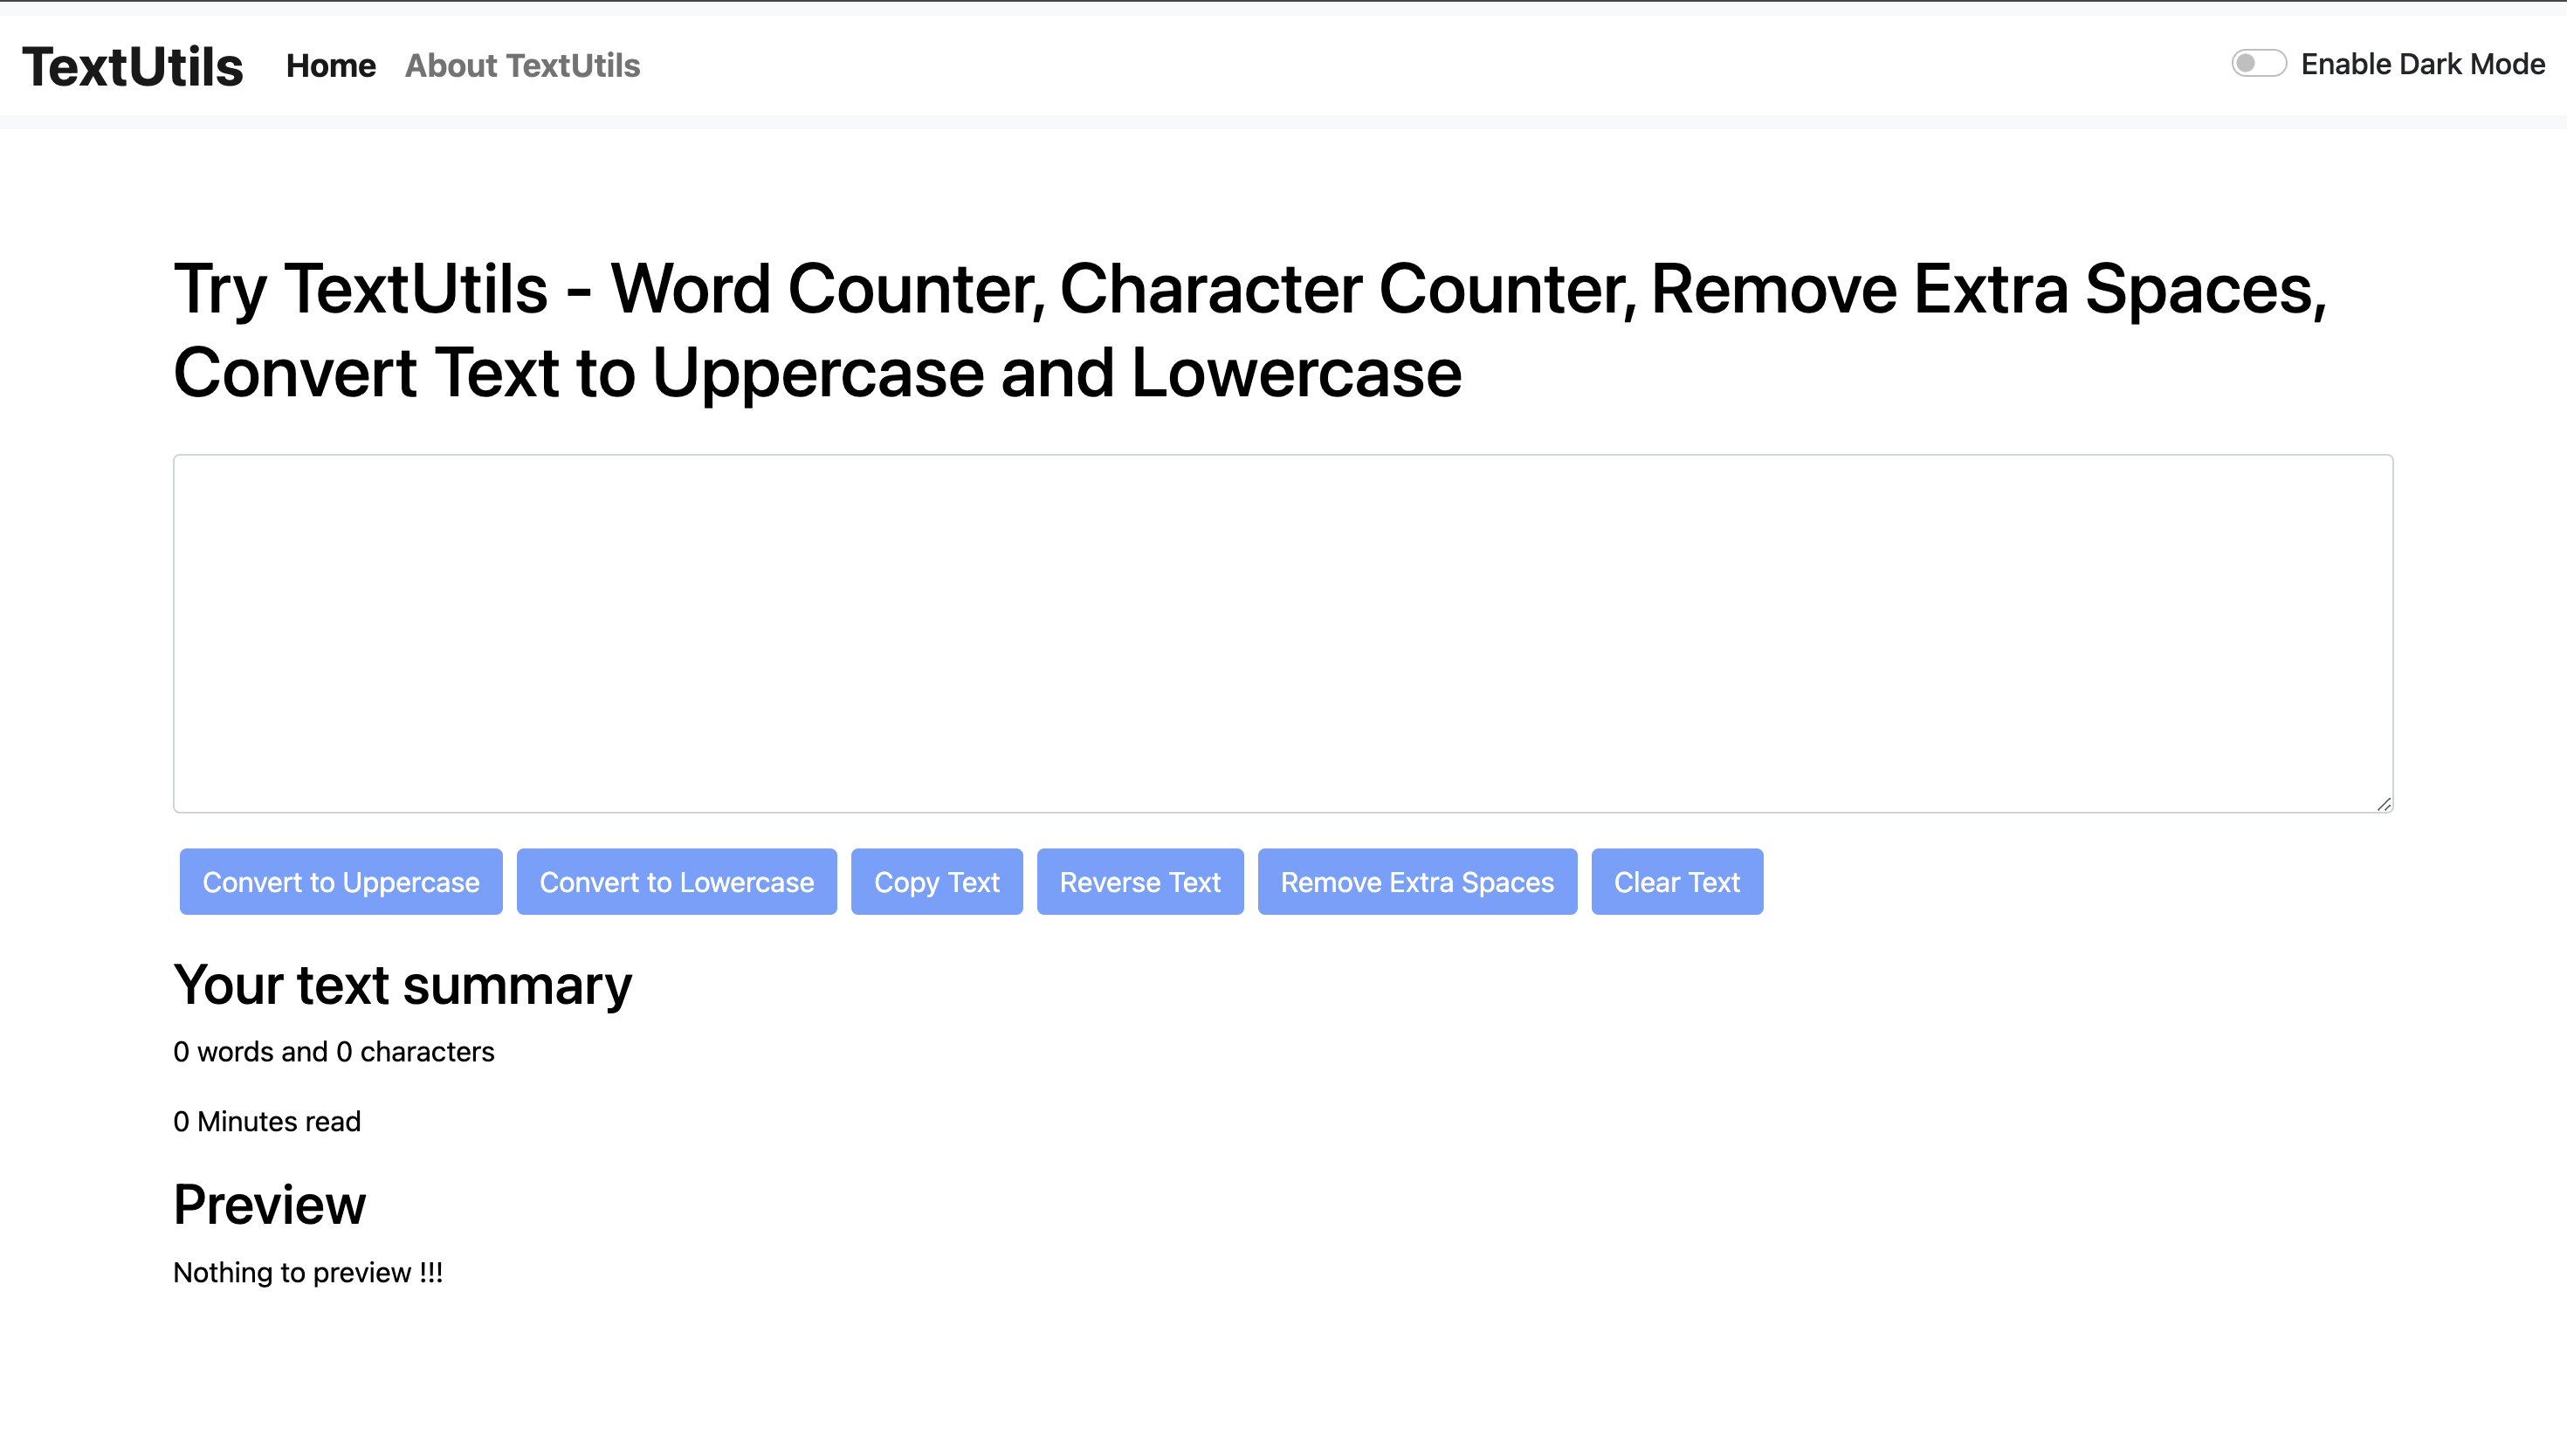 TextUtils Home About TextUtils Enable Dark Mode
Try TextUtils - Word Counter, Character Counter, Remove Extra Spaces,
Convert Text to Uppercase and Lowercase
Convert to Uppercase Convert to Lowercase Copy Text Reverse Text Remove Extra Spaces Clear Text
Your text summary
0 words and 0 characters
0 Minutes read
Preview
Nothing to preview !!!